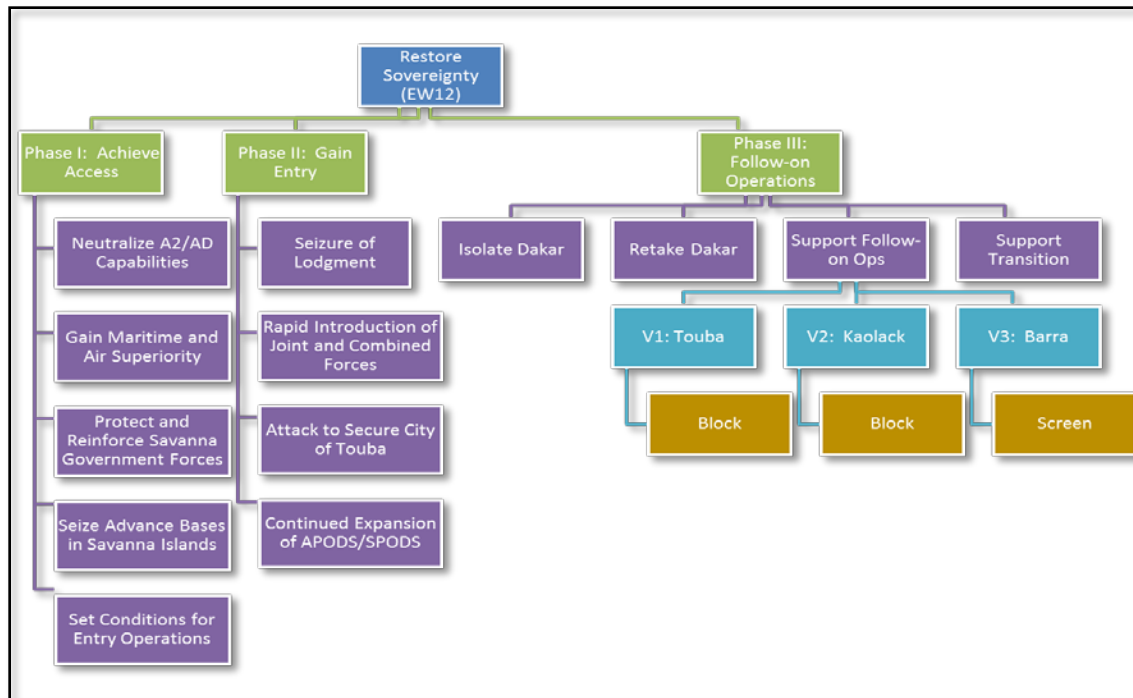 Restore
Sovereignty
(EW12)
Phase I: Achieve
Access
Neutralize A2/AD
Capabilities
Gain Maritime and
Air Superiority
Protect and
Reinforce Savanna
Government Forces
Seize Advance Bases
in Savanna Islands
Set Conditions for
Entry Operations
Phase II: Gain
Entry
Seizure of
Lodgment
Rapid Introduction of
Joint and Combined
Forces
Attack to Secure City
of Touba
Continued Expansion
of APODS/SPODS
Phase III:
Follow-on
Operations
Isolate Dakar
Retake Dakar
Support Follow-
on Ops
Support
Transition
V1: Touba
V2: Kaolack
V3: Barra
Block
Block
Screen